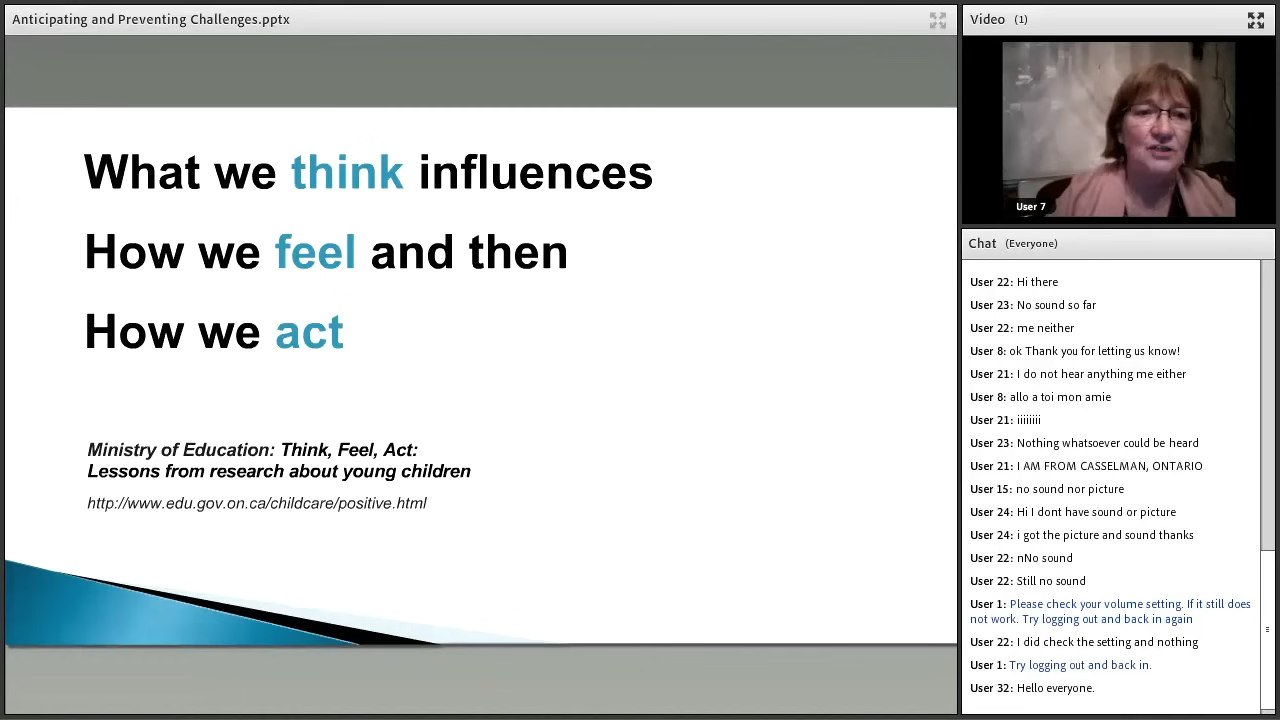 Anticipating and Preventing Challenges.pptx
What we think influences
How we feel and then
How we act
Ministry of Education: Think, Feel, Act:
Lessons from research about young children
http://www.edu.gov.on.ca/childcare/positive.html
Video (1)
User 7
Chat (Everyone)
User 22: Hi there
User 23: No sound so far
User 22: me neither
User 8: ok Thank you for letting us know!
User 21: I do not hear anything me either
User 8: allo a toi mon amie
User 21: iiiiiiii
User 23: Nothing whatsoever could be heard
User 21: I AM FROM CASSELMAN, ONTARIO
User 15: no sound nor picture
User 24: Hi I dont have sound or picture
User 24: i got the picture and sound thanks
User 22: nNo sound
User 22: Still no sound
User 1: Please check your volume setting. If it still does
not work. Try logging out and back in again
User 22: I did check the setting and nothing
User 1: Try logging out and back in.
User 32: Hello everyone.